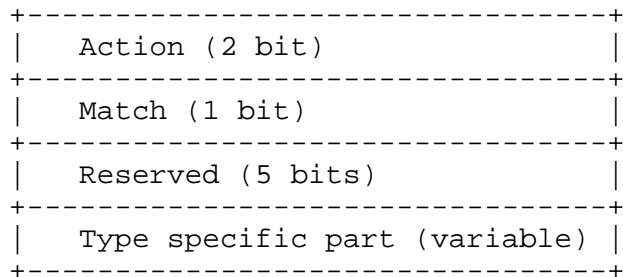 +---------------------------------+
|   Action (2 bit)                |
+---------------------------------+
|   Match (1 bit)                 |
+---------------------------------+
|   Reserved (5 bits)             |
+---------------------------------+
|   Type specific part (variable) |
+---------------------------------+